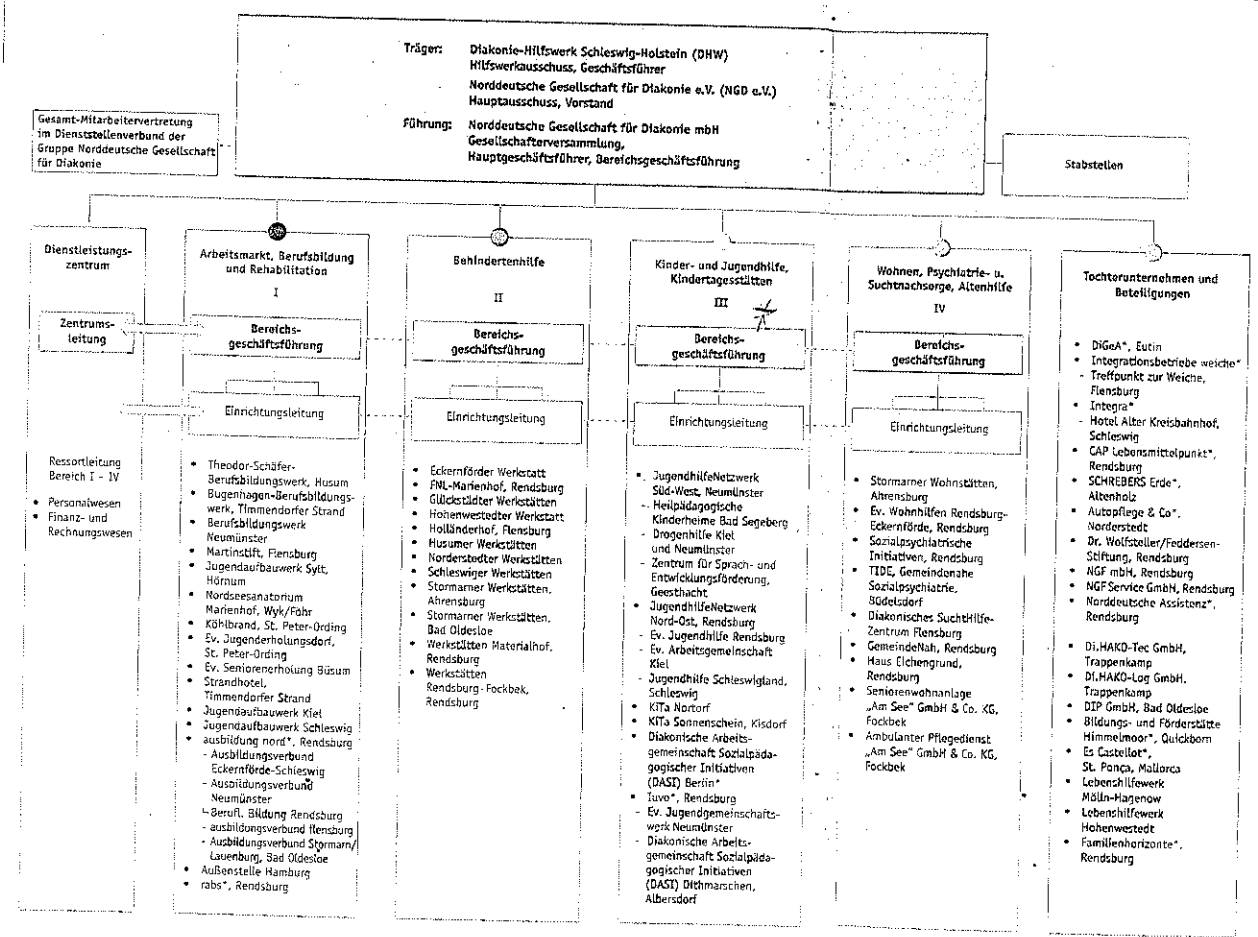 Träger: Diakonie-Hilfswerk Schleswig-Holstein (DHW)
Hilfswerkausschuss, Geschäftsführer
Norddeutsche Gesellschaft für Diakonie e.V. (NGD e.V.)
Hauptausschuss, Vorstand
Führung: Norddeutsche Gesellschaft für Diakonie mbH
Gesellschafterversammlung,
Hauptgeschäftsführer, Bereichsgeschäftsführung
Gesamt-Mitarbeitervertretung
im Dienststellenverbund der
Gruppe Norddeutsche Gesellschaft
für Diakonie
Stabstellen
Dienstleistungs-
zentrum
Zentrums-
leitung
Ressortleitung
Bereich I - IV
• Personalwesen
• Finanz- und
Rechnungswesen
Arbeitsmarkt, Berufsbildung
und Rehabilitation
I
Bereichs-
geschäftsführung
Einrichtungsleitung
• Theodor-Schäfer-
Berufsbildungswerk, Husum
• Bugenhagen-Berufsbildungs-
werk, Timmendorfer Strand
• Berufsbildungswerk
Neumünster
• Martinstift, Flensburg
• Jugendaufbauwerk Sylt,
Hörnum
• Nordseesanatorium
Marienhof, Wyk/Föhr
• Köhlbrand, St. Peter-Ording
• Ev. Jugenderholungsdorf,
St. Peter-Ording
• Ev. Seniorenerholung Büsum
• Strandhotel,
Timmendorfer Strand
• Jugendaufbauwerk Kiel
• Jugendaufbauwerk Schleswig
• ausbildung nord*, Rendsburg
- Ausbildungsverbund
Eckernförde-Schleswig
- Ausbildungsverbund
Neumünster
- Berufl. Bildung Rendsburg
- ausbildungsverbund flensburg
- Ausbildungsverbund Stormarn/
Lauenburg, Bad Oldesloe
• Außenstelle Hamburg
• rabs*, Rendsburg
Behindertenhilfe
II
Bereichs-
geschäftsführung
Einrichtungsleitung
• Eckernförder Werkstatt
• FNL-Marienhof, Rendsburg
• Glückstädter Werkstätten
• Hohenwestedter Werkstatt
• Holländerhof, Flensburg
• Husumer Werkstätten
• Norderstedter Werkstätten
• Schleswiger Werkstätten
• Stormarner Werkstätten,
Ahrensburg
• Stormarner Werkstätten,
Bad Oldesloe
• Werkstätten Materialhof,
Rendsburg
• Werkstätten
Rendsburg-Fockbek,
Rendsburg
Kinder- und Jugendhilfe,
Kindertagesstätten
III
Bereichs-
geschäftsführung
Einrichtungsleitung
• JugendhilfeNetzwerk
Süd-West, Neumünster
- Heilpädagogische
Kinderheime Bad Segeberg
- Drogenhilfe Kiel
und Neumünster
- Zentrum für Sprach- und
Entwicklungsförderung,
Geesthacht
• JugendhilfeNetzwerk
Nord-Ost, Rendsburg
- Ev. Jugendhilfe Rendsburg
- Ev. Arbeitsgemeinschaft
Kiel
- Jugendhilfe Schleswigland,
Schleswig
• KiTa Nortorf
• KiTa Sonnenschein, Kisdorf
• Diakonische Arbeits-
gemeinschaft Sozialpäda-
gogischer Initiativen
(DASI) Berlin*
• Iuvo*, Rendsburg
- Ev. Jugendgemeinschafts-
werk Neumünster
- Diakonische Arbeits-
gemeinschaft Sozialpäda-
gogischer Initiativen
(DASI) Dithmarschen,
Albersdorf
Wohnen, Psychiatrie- u.
Suchtnachsorge, Altenhilfe
IV
Bereichs-
geschäftsführung
Einrichtungsleitung
• Stormarner Wohnstätten,
Ahrensburg
• Ev. Wohnhilfen Rendsburg-
Eckernförde, Rendsburg
• Sozialpsychiatrische
Initiativen, Rendsburg
• TIDE, Gemeindenahe
Sozialpsychiatrie,
Büdelsdorf
• Diakonisches SuchtHilfe-
Zentrum Flensburg
• GemeindeNah, Rendsburg
• Haus Eichengrund,
Rendsburg
• Seniorenwohnanlage
„Am See“ GmbH & Co. KG,
Fockbek
• Ambulanter Pflegedienst
„Am See“ GmbH & Co. KG,
Fockbek
Tochterunternehmen und
Beteiligungen
• DiGeA*, Eutin
• Integrationsbetriebe weiche*
- Treffpunkt zur Weiche,
Flensburg
• Integra*
- Hotel Alter Kreisbahnhof,
Schleswig
• CAP Lebensmittelpunkt*,
Rendsburg
• SCHREBERS Erde*,
Altenholz
• Autopflege & Co*,
Norderstedt
• Dr. Wolfsteller/Feddersen-
Stiftung, Rendsburg
• NGF mbH, Rendsburg
• NGF Service GmbH, Rendsburg
• Norddeutsche Assistenz*,
Rendsburg
• Di.HAKO-Tec GmbH,
Trappenkamp
• Di.HAKO-Log GmbH.
Trappenkamp
• DIP GmbH, Bad Oldesloe
• Bildungs- und Förderstätte
Himmelmoor*, Quickborn
• Es Castellot*,
St. Ponça, Mallorca
• Lebenshilfewerk
Mölln-Hagenow
• Lebenshilfewerk
Hohenwestedt
• Familienhorizonte*,
Rendsburg